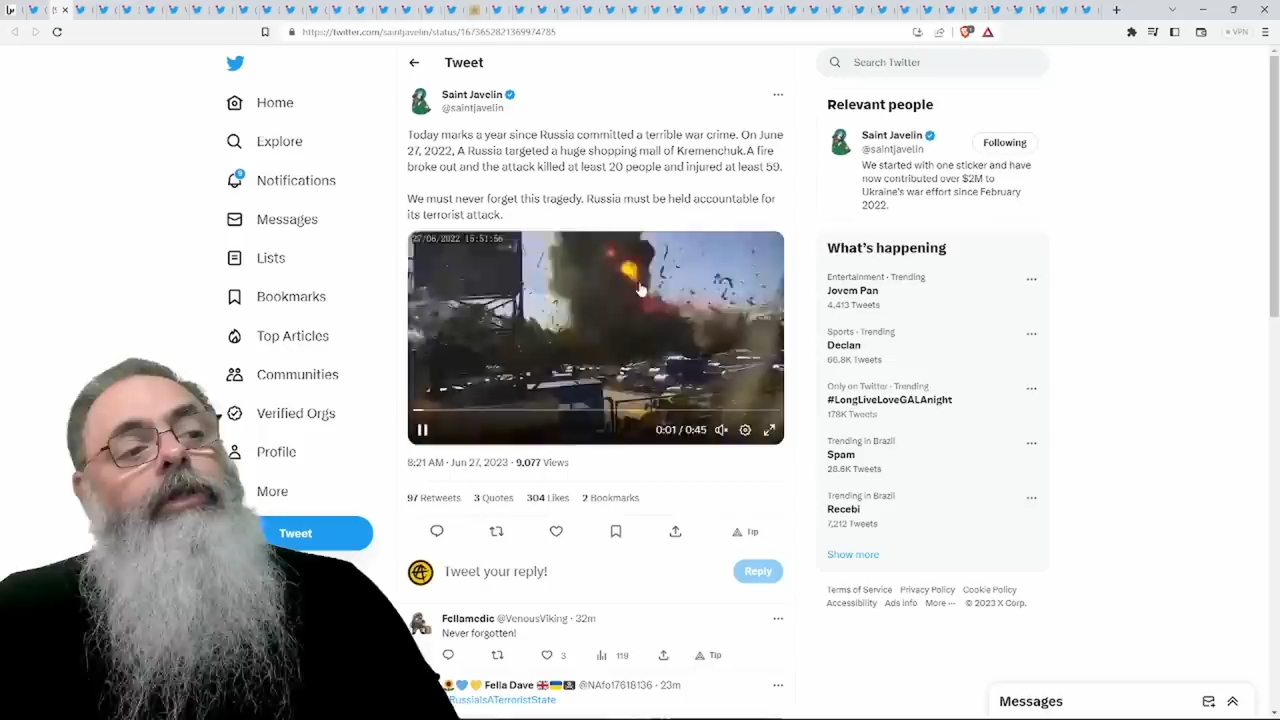 https://twitter.com/saintjavelin/status/1673652821369974785
VPN
Home
Explore
9
Notifications
Messages
Lists
Bookmarks
Top Articles
Communities
Verified Orgs
Profile
More
Tweet
Tweet
Saint Javelin
@saintjavelin
Today marks a year since Russia committed a terrible war crime. On June
27, 2022, A Russia targeted a huge shopping mall of Kremenchuk.A fire
broke out and the attack killed at least 20 people and injured at least 59.
We must never forget this tragedy. Russia must be held accountable for
its terrorist attack.
27/06/2022 15:51:56
0:01 / 0:45
8:21 AM · Jun 27, 2023 · 9,077 Views
97 Retweets 3 Quotes 304 Likes 2 Bookmarks
Tip
Tweet your reply!
Reply
Fellamedic @VenousViking · 32m
Never forgotten!
3 119 Tip
Fella Dave @NAfo17618136 · 23m
RussiaIsATerroristState
Search Twitter
Relevant people
Saint Javelin
@saintjavelin
Following
We started with one sticker and have
now contributed over $2M to
Ukraine's war effort since February
2022.
What's happening
Entertainment · Trending
Jovem Pan
4,413 Tweets
Sports · Trending
Declan
66.8K Tweets
Only on Twitter · Trending
#LongLiveLoveGALAnight
178K Tweets
Trending in Brazil
Spam
28.6K Tweets
Trending in Brazil
Recebi
7,212 Tweets
Show more
Terms of Service Privacy Policy Cookie Policy
Accessibility Ads info More ··· © 2023 X Corp.
Messages